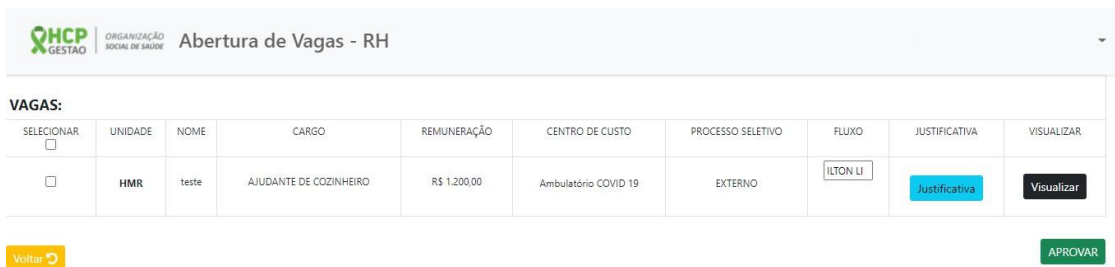 HCP GESTAO ORGANIZAÇÃO SOCIAL DE SAÚDE Abertura de Vagas - RH
VAGAS:
SELECIONAR UNIDADE NOME CARGO REMUNERAÇÃO CENTRO DE CUSTO PROCESSO SELETIVO FLUXO JUSTIFICATIVA VISUALIZAR
HMR teste AJUDANTE DE COZINHEIRO R$ 1.200,00 Ambulatório COVID 19 EXTERNO ILTON LI Justificativa Visualizar
Voltar APROVAR